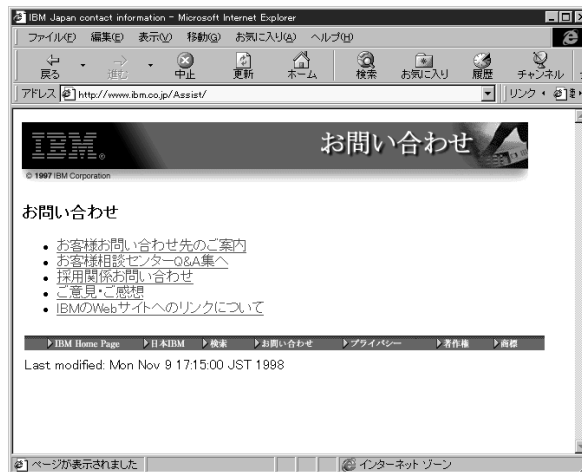 IBM Japan contact information - Microsoft Internet Explorer
ファイル(F) 編集(E) 表示(V) 移動(G) お気に入り(A) ヘルプ(H)
戻る 進む 中止 更新 ホーム 検索 お気に入り 履歴 チャンネル
アドレス http://www.ibm.co.jp/Assist/ リンク
IBM® お問い合わせ
© 1997 IBM Corporation
お問い合わせ
• お客様お問い合わせ先のご案内
• お客様相談センターQ&A集へ
• 採用関係お問い合わせ
• ご意見・ご感想
• IBMのWebサイトへのリンクについて
IBM Home Page 日本IBM 検索 お問い合わせ プライバシー 著作権 商標
Last modified: Mon Nov 9 17:15:00 JST 1998
ページが表示されました インターネット ゾーン